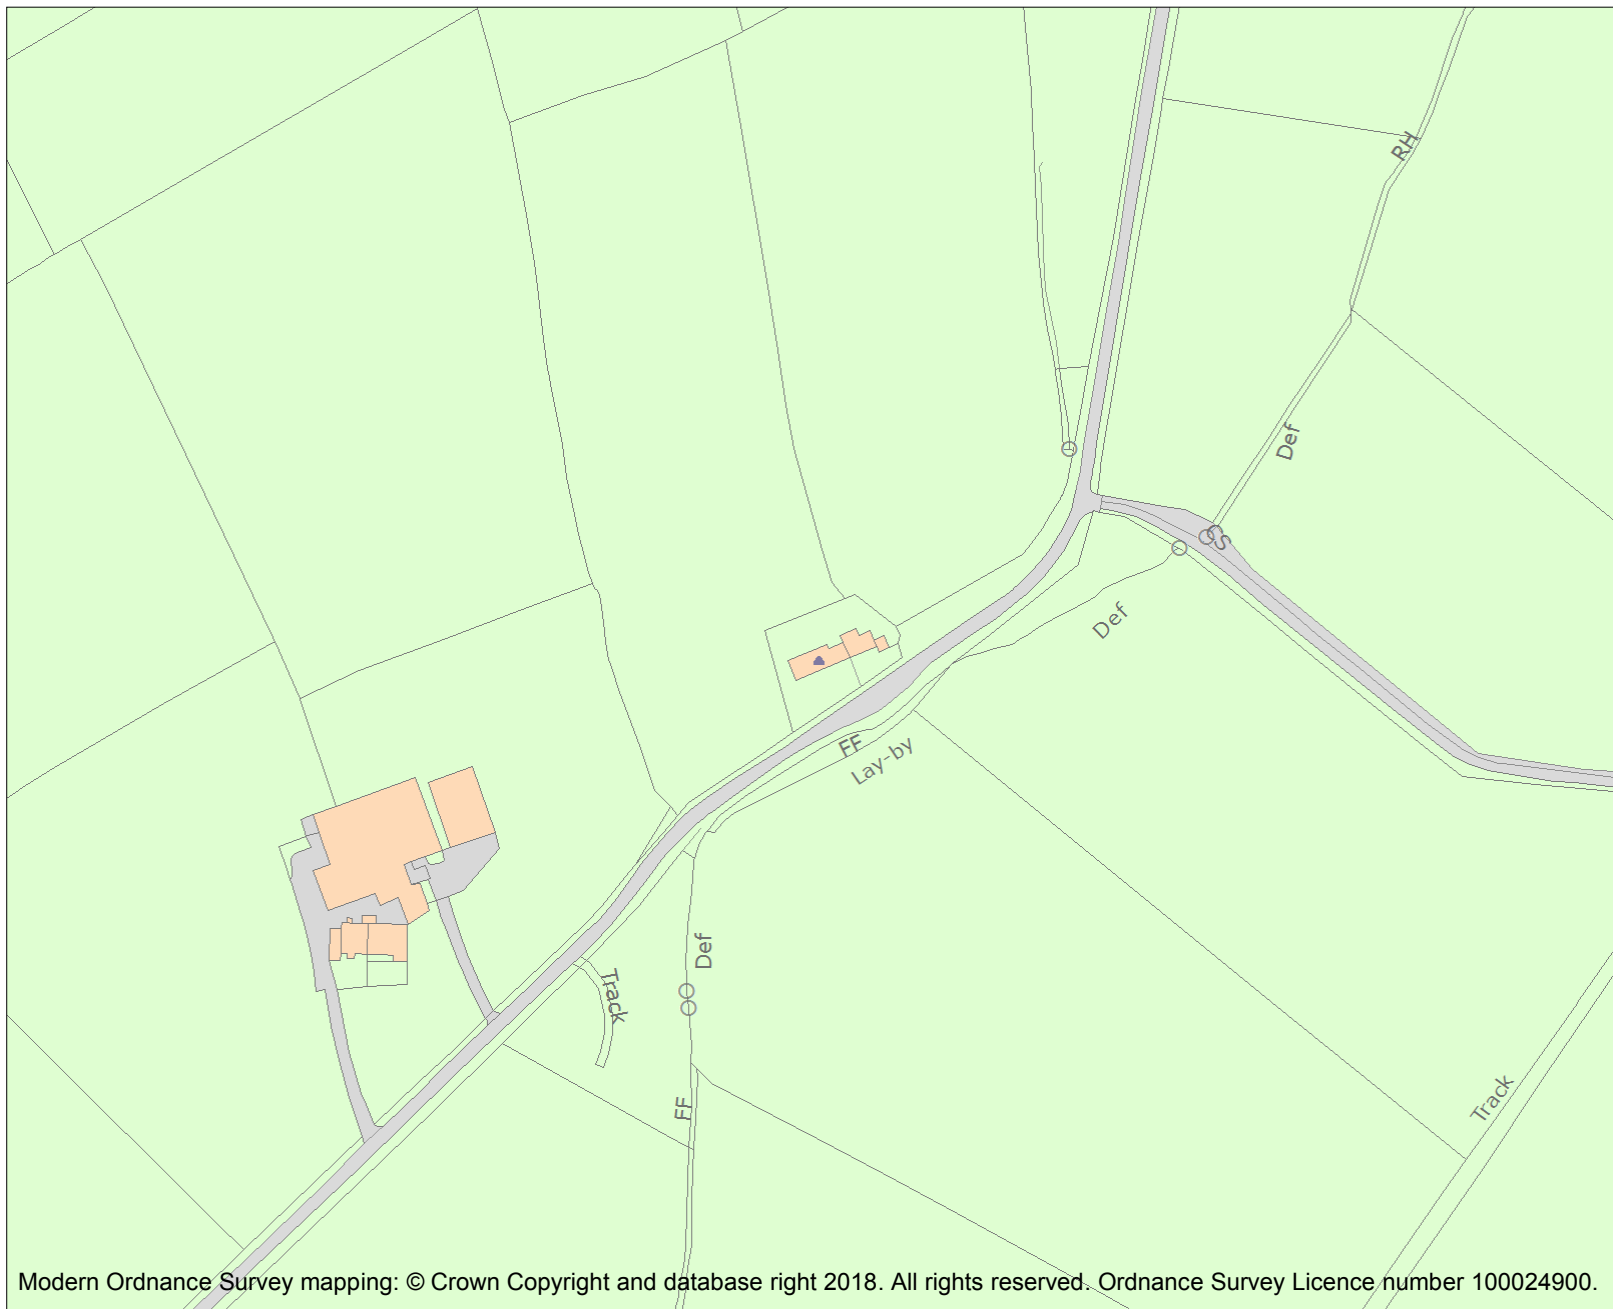 RH
Def
CS
Def
FF
Lay-by
Def
Track
FF
Track
Modern Ordnance Survey mapping: © Crown Copyright and database right 2018. All rights reserved. Ordnance Survey Licence number 100024900.